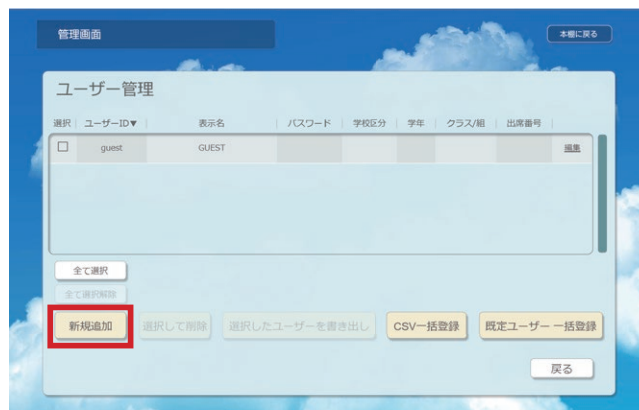 管理画面
本棚に戻る
ユーザー管理
選択 ユーザーID▼ 表示名 パスワード 学校区分 学年 クラス/組 出席番号
guest GUEST 編集
全て選択
全て選択解除
新規追加 選択して削除 選択したユーザーを書き出し CSV一括登録 既定ユーザー 一括登録
戻る